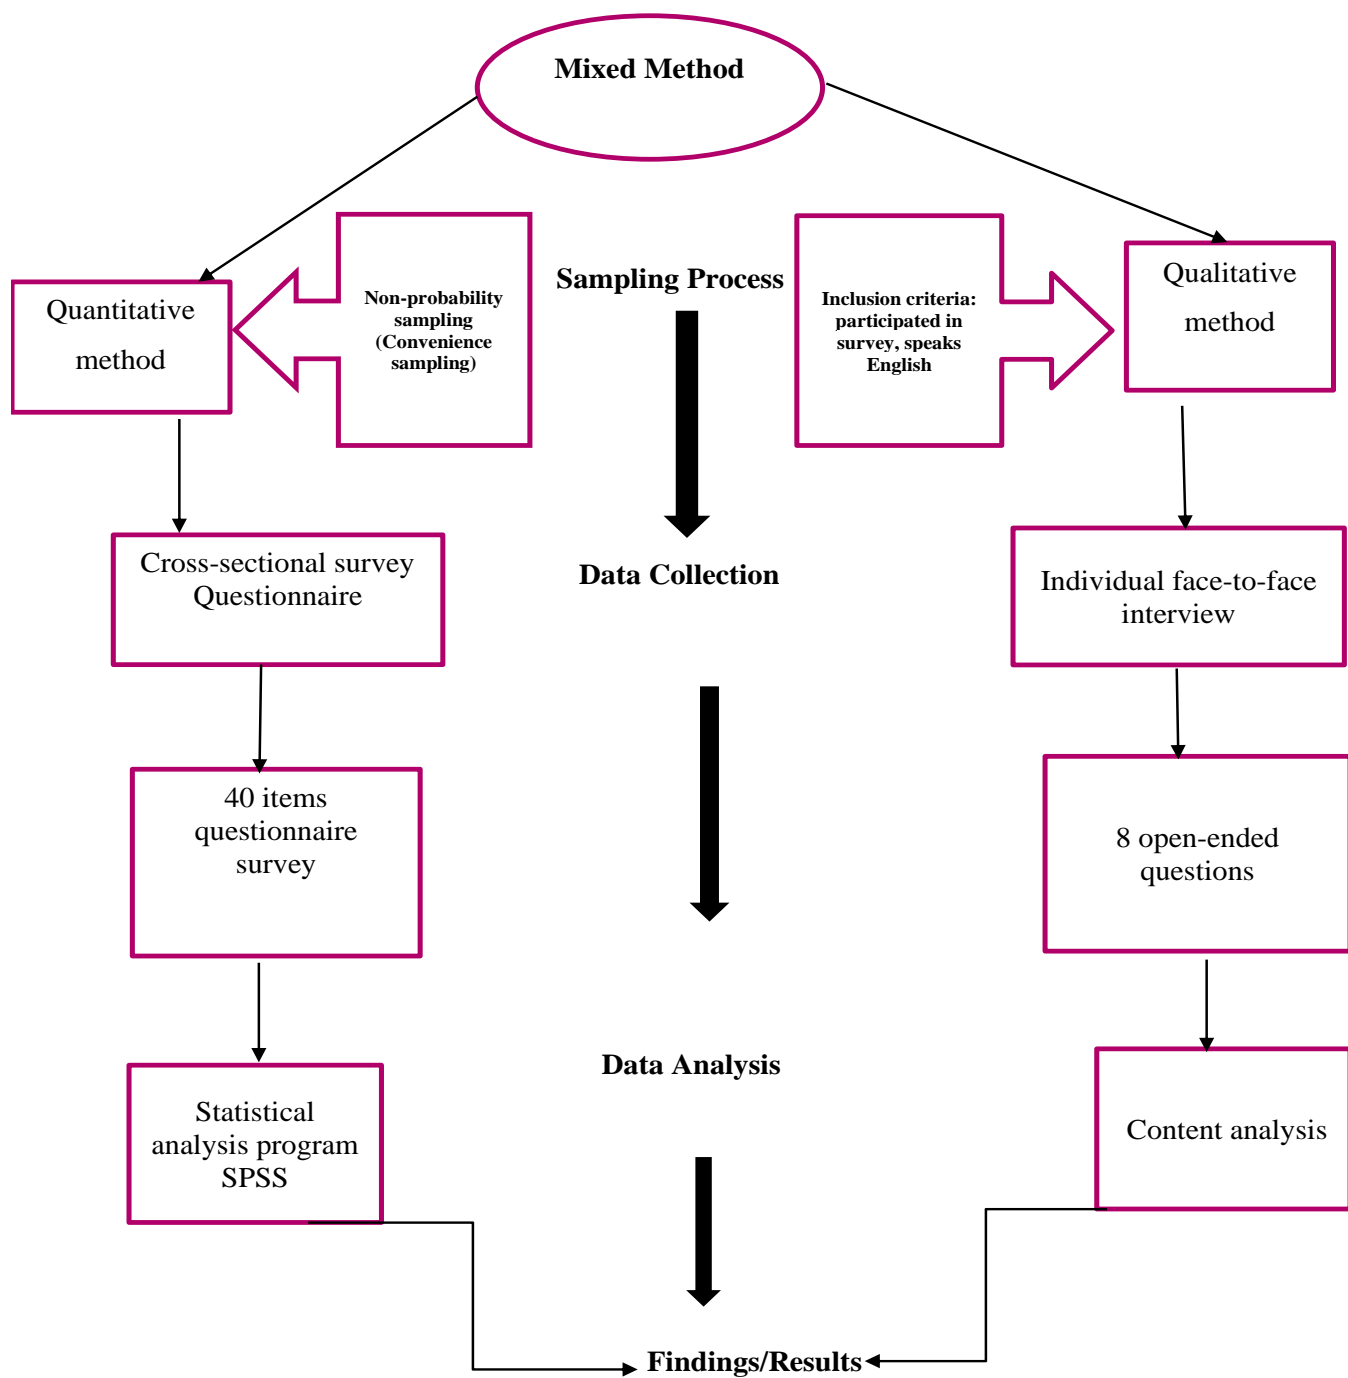 Mixed Method
Sampling Process
Quantitative
method
Non-probability
sampling
(Convenience
sampling)
Inclusion criteria:
participated in
survey, speaks
English
Qualitative
method
Cross-sectional survey
Questionnaire
Data Collection
Individual face-to-face
interview
40 items
questionnaire
survey
8 open-ended
questions
Data Analysis
Statistical
analysis program
SPSS
Content analysis
Findings/Results